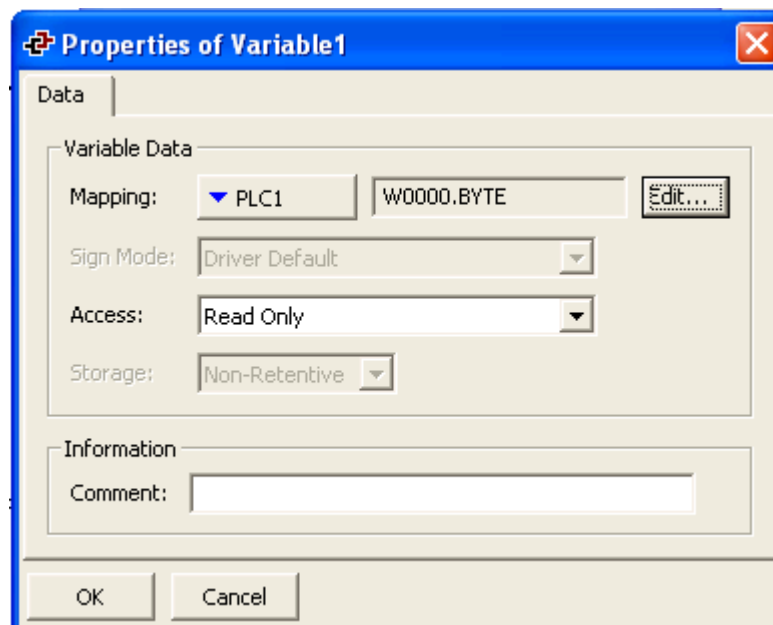 Properties of Variable1
Data
Variable Data
Mapping: PLC1 W0000.BYTE Edit...
Sign Mode: Driver Default
Access: Read Only
Storage: Non-Retentive
Information
Comment:
OK Cancel